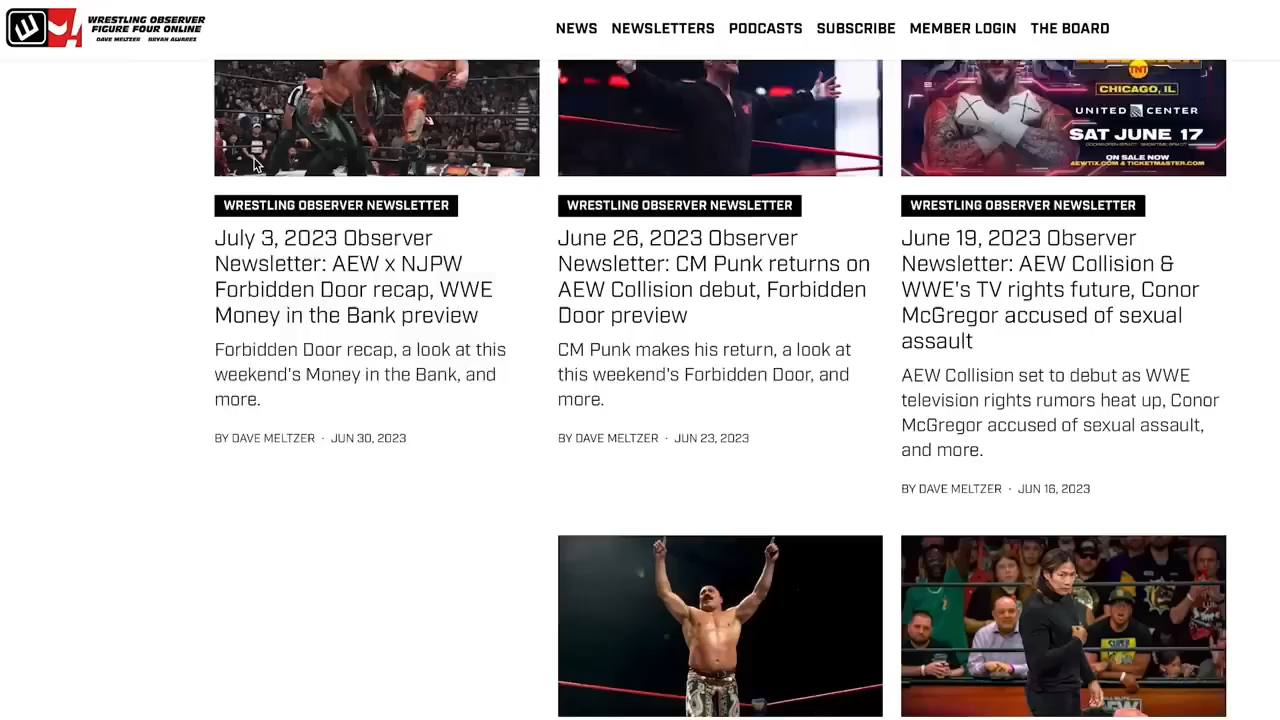 WRESTLING OBSERVER
FIGURE FOUR ONLINE
DAVE MELTZER BRYAN ALVAREZ
NEWS NEWSLETTERS PODCASTS SUBSCRIBE MEMBER LOGIN THE BOARD
TNT
CHICAGO, IL
UNITED CENTER
SAT JUNE 17
ON SALE NOW
AEWTIX.COM & TICKETMASTER.COM
WRESTLING OBSERVER NEWSLETTER
July 3, 2023 Observer
Newsletter: AEW x NJPW
Forbidden Door recap, WWE
Money in the Bank preview
Forbidden Door recap, a look at this
weekend's Money in the Bank, and
more.
BY DAVE MELTZER · JUN 30, 2023
WRESTLING OBSERVER NEWSLETTER
June 26, 2023 Observer
Newsletter: CM Punk returns on
AEW Collision debut, Forbidden
Door preview
CM Punk makes his return, a look at
this weekend's Forbidden Door, and
more.
BY DAVE MELTZER · JUN 23, 2023
WRESTLING OBSERVER NEWSLETTER
June 19, 2023 Observer
Newsletter: AEW Collision &
WWE's TV rights future, Conor
McGregor accused of sexual
assault
AEW Collision set to debut as WWE
television rights rumors heat up, Conor
McGregor accused of sexual assault,
and more.
BY DAVE MELTZER · JUN 16, 2023